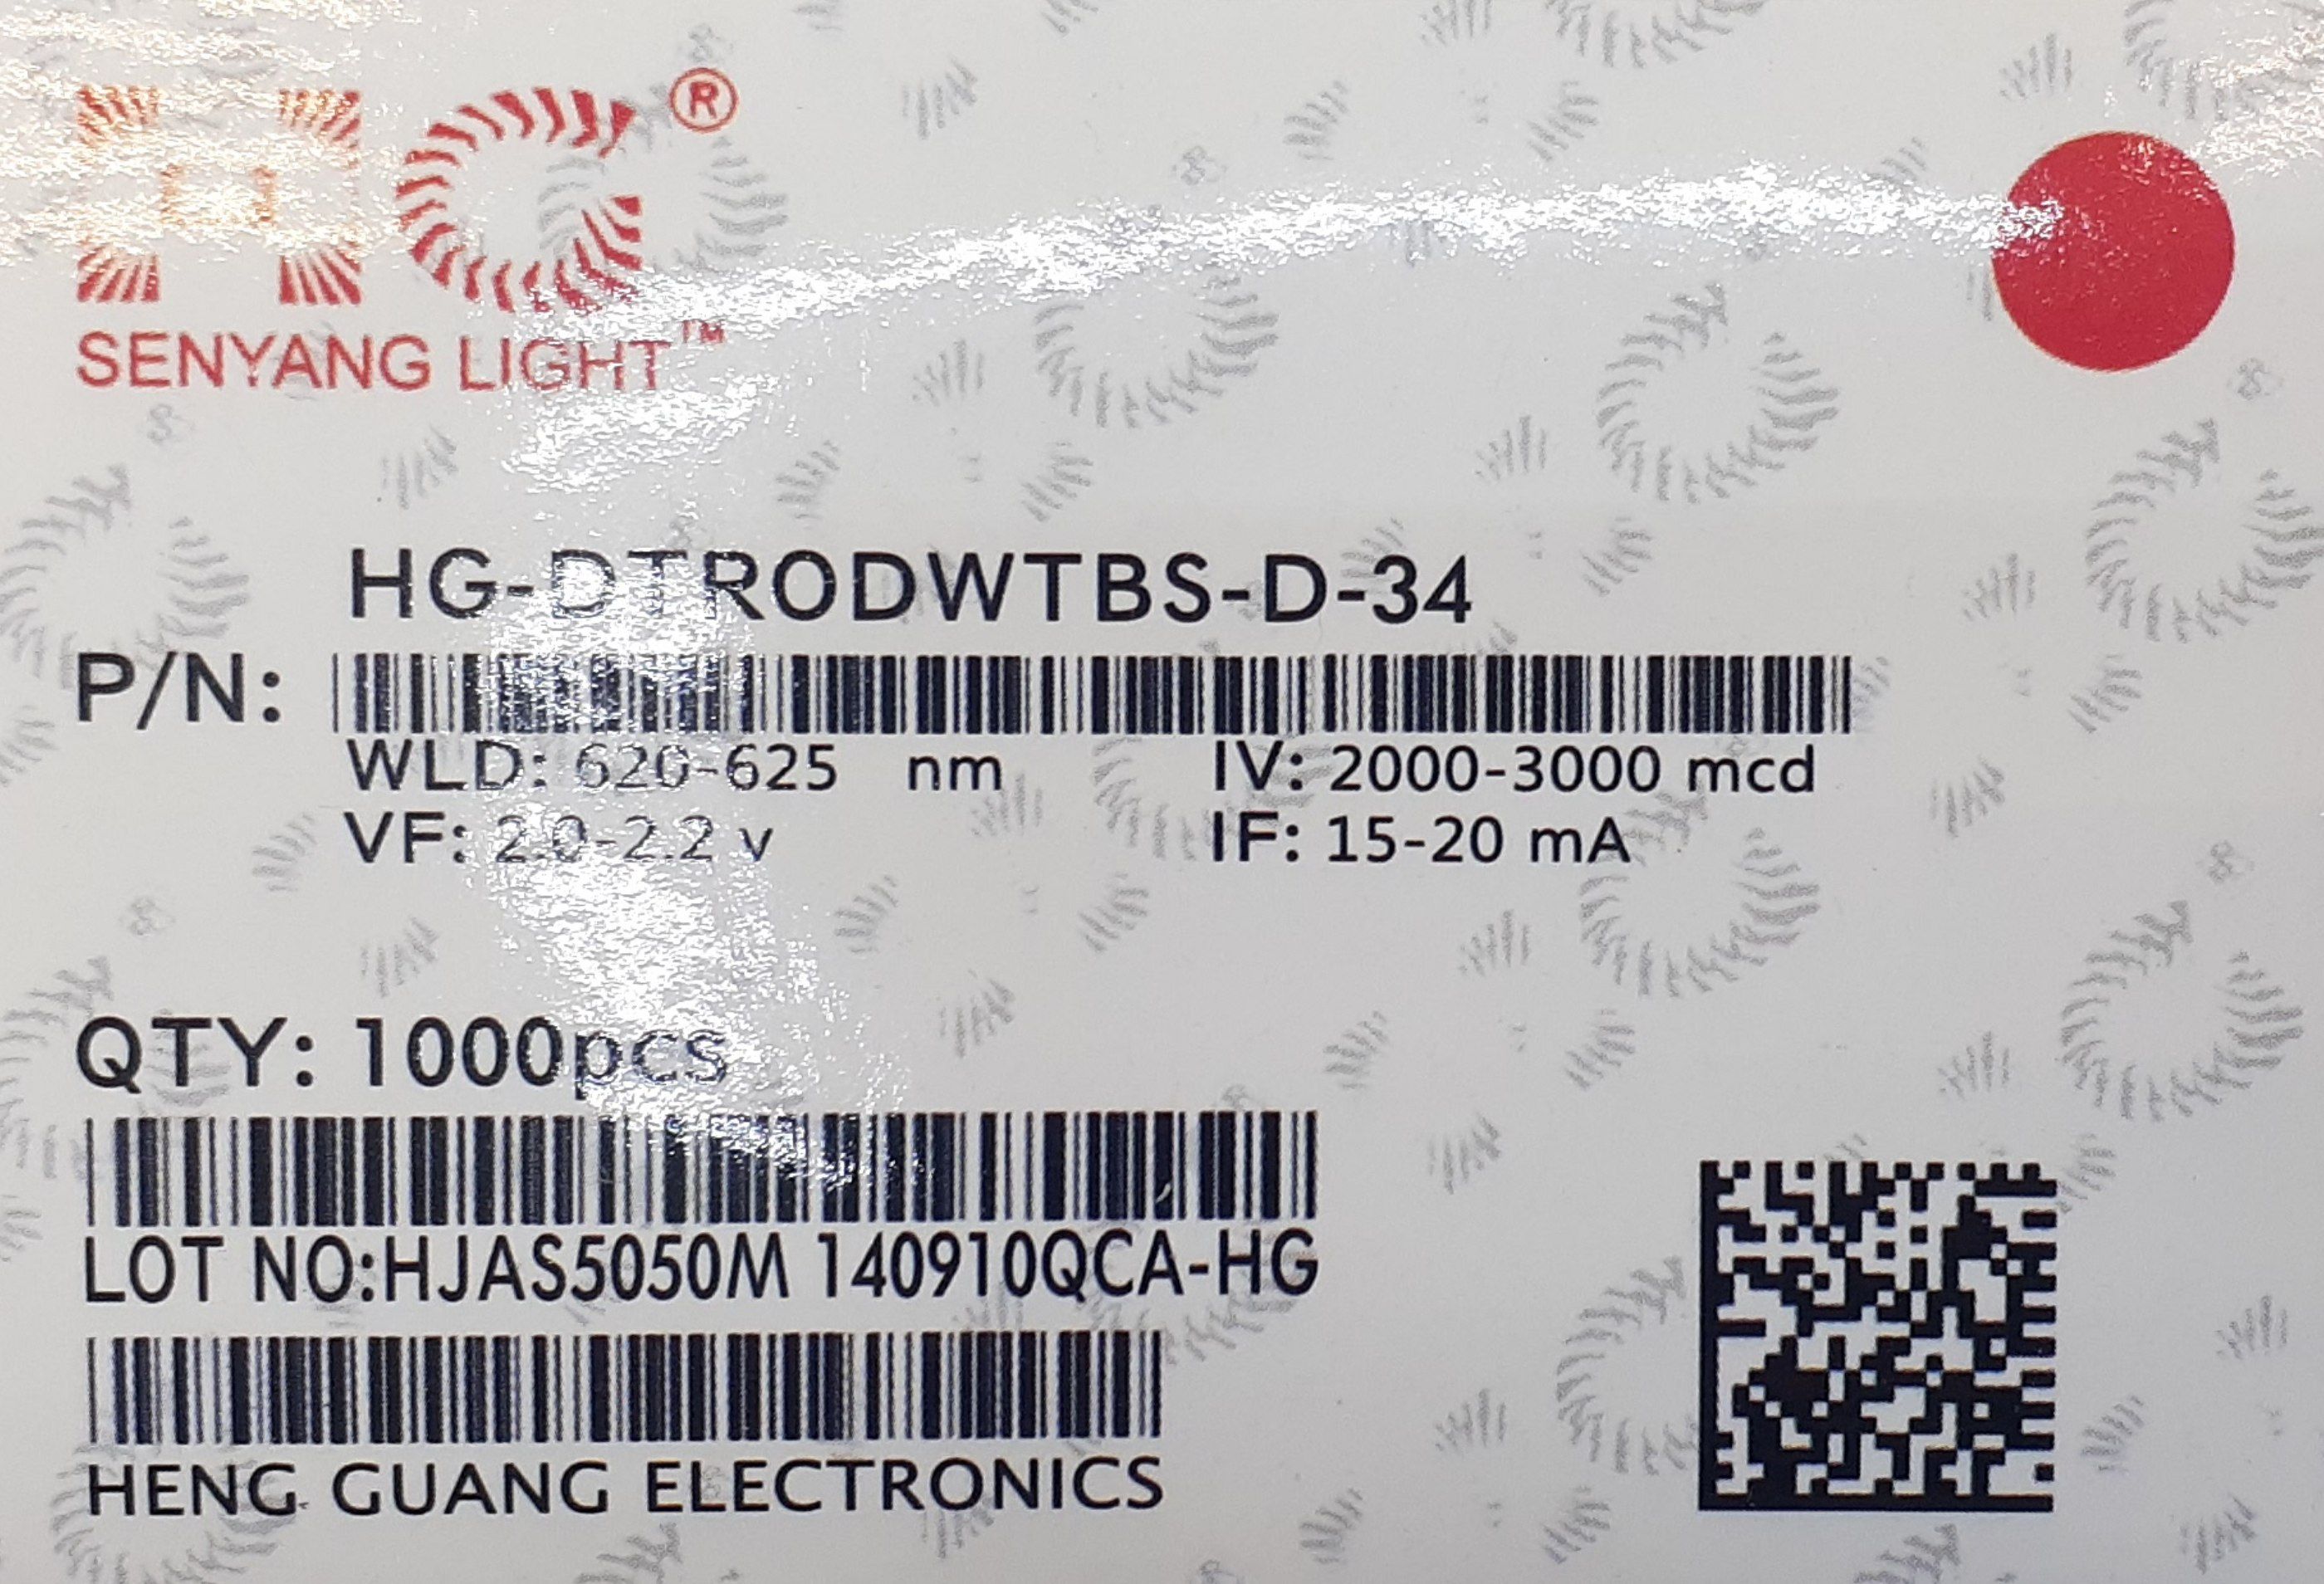 HG®
SENYANG LIGHT™
HG-DTRODWTBS-D-34
P/N:
WLD: 620-625 nm IV: 2000-3000 mcd
VF: 2.0-2.2 v IF: 15-20 mA
QTY: 1000pcs
LOT NO:HJAS5050M 140910QCA-HG
HENG GUANG ELECTRONICS